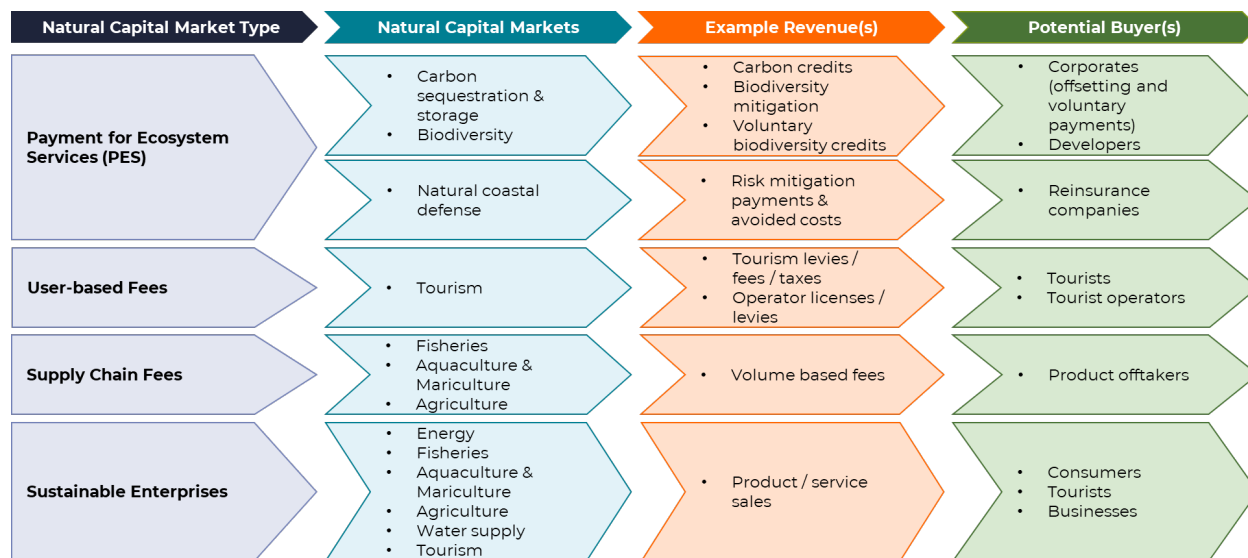 Natural Capital Market Type
Natural Capital Markets
Example Revenue(s)
Potential Buyer(s)
Payment for Ecosystem
Services (PES)
• Carbon
sequestration &
storage
• Biodiversity
• Carbon credits
• Biodiversity
mitigation
• Voluntary
biodiversity credits
• Corporates
(offsetting and
voluntary
payments)
• Developers
• Natural coastal
defense
• Risk mitigation
payments &
avoided costs
• Reinsurance
companies
User-based Fees
• Tourism
• Tourism levies /
fees / taxes
• Operator licenses /
levies
• Tourists
• Tourist operators
Supply Chain Fees
• Fisheries
• Aquaculture &
Mariculture
• Agriculture
• Volume based fees
• Product offtakers
Sustainable Enterprises
• Energy
• Fisheries
• Aquaculture &
Mariculture
• Agriculture
• Water supply
• Tourism
• Product / service
sales
• Consumers
• Tourists
• Businesses